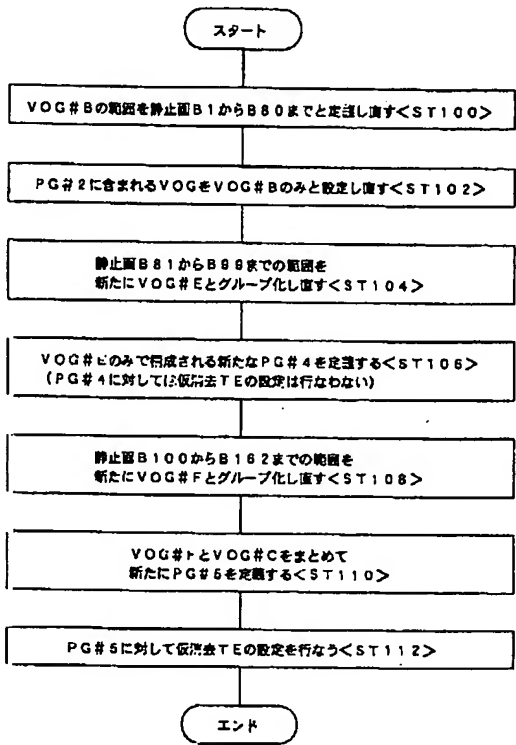 スタート
VOG#Bの範囲を静止画B1からB80までと定義し直す<ST100>
PG#2に含まれるVOGをVOG#Bのみと設定し直す<ST102>
静止画B81からB99までの範囲を
新たにVOG#Eとグループ化し直す<ST104>
VOG#Eのみで構成される新たなPG#4を定義する<ST106>
(PG#4に対しては仮消去TEの設定は行なわない)
静止画B100からB162までの範囲を
新たにVOG#Fとグループ化し直す<ST108>
VOG#FとVOG#Cをまとめて
新たにPG#5を定義する<ST110>
PG#5に対して仮消去TEの設定を行なう<ST112>
エンド